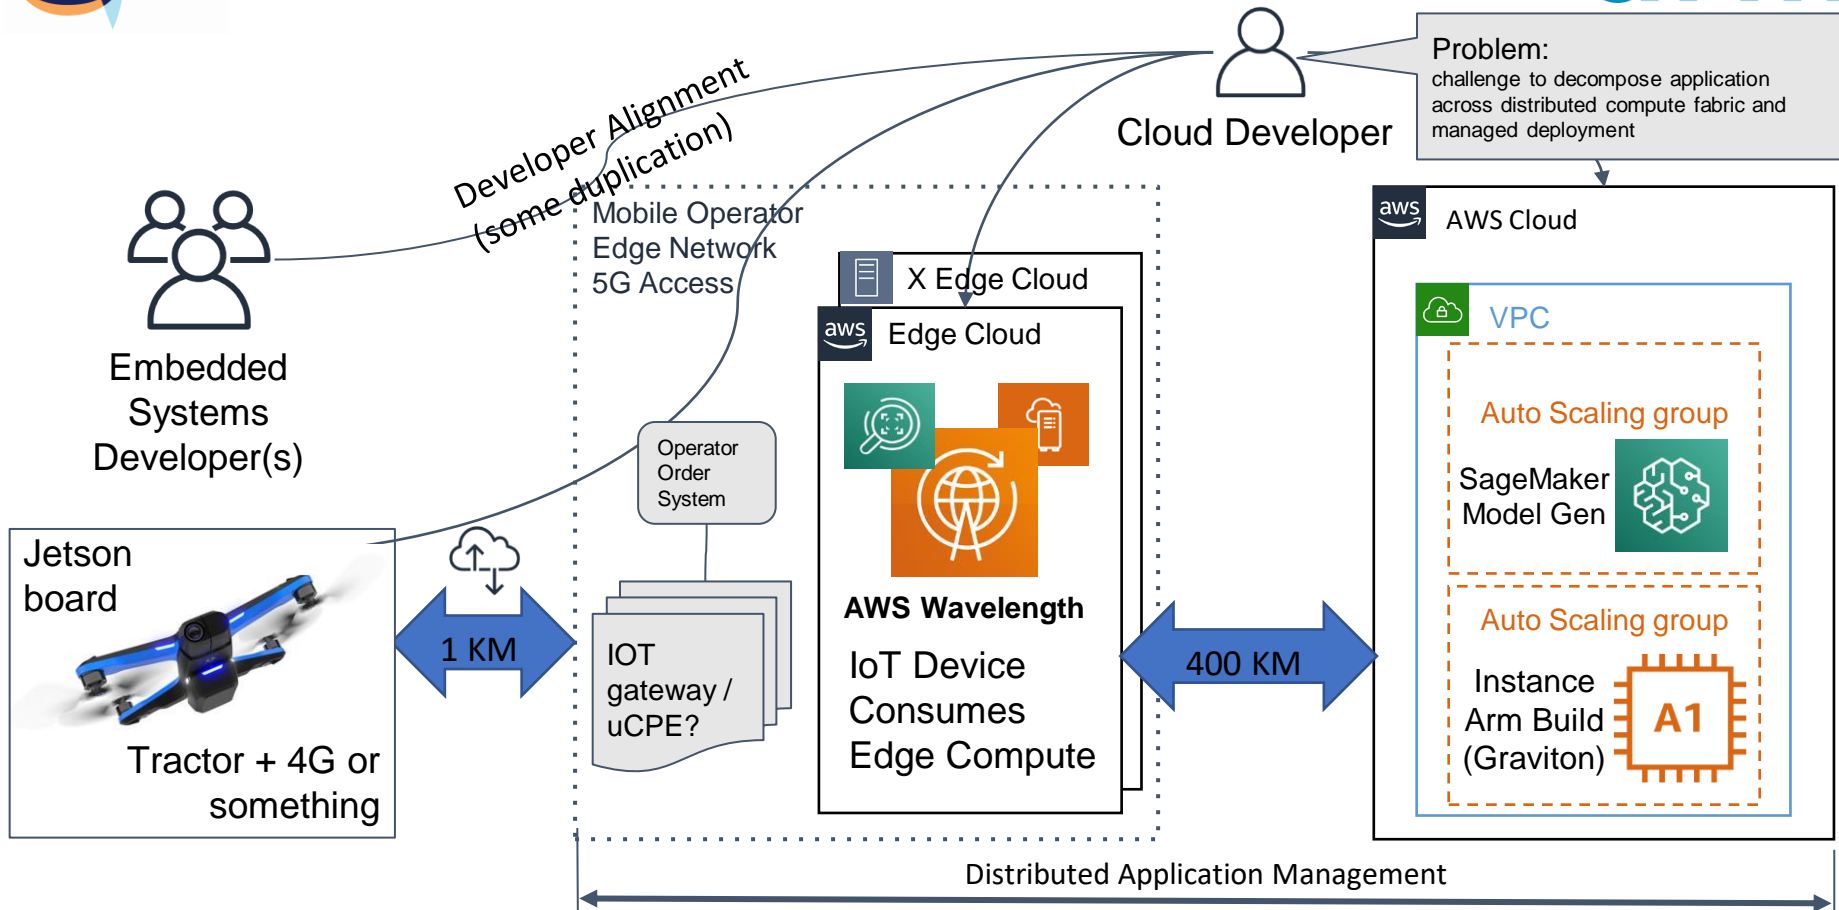 Problem:
challenge to decompose application
across distributed compute fabric and
managed deployment
Cloud Developer
Developer Alignment
(some duplication)
Embedded
Systems
Developer(s)
Mobile Operator
Edge Network
5G Access
X Edge Cloud
aws
Edge Cloud
Operator
Order
System
AWS Wavelength
IoT Device
Consumes
Edge Compute
IOT
gateway /
uCPE?
Jetson
board
Tractor + 4G or
something
1 KM
400 KM
aws
AWS Cloud
VPC
Auto Scaling group
SageMaker
Model Gen
Auto Scaling group
Instance
Arm Build
(Graviton)
A1
Distributed Application Management